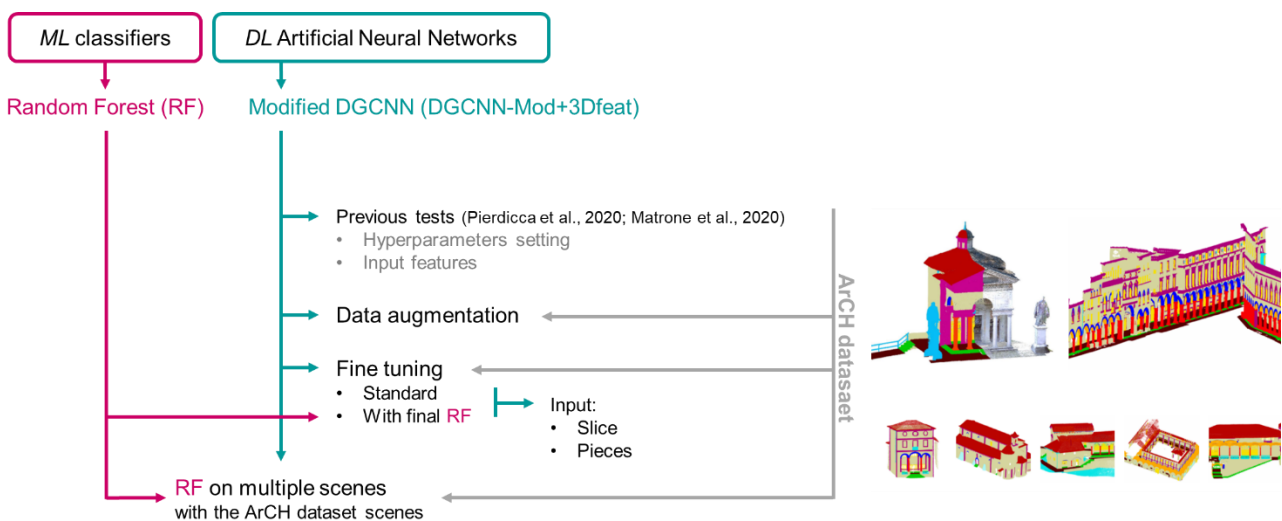 ML classifiers
DL Artificial Neural Networks
Random Forest (RF)
Modified DGCNN (DGCNN-Mod+3Dfeat)
Previous tests (Pierdicca et al., 2020; Matrone et al., 2020)
• Hyperparameters setting
• Input features
Data augmentation
Fine tuning
• Standard
• With final RF
Input:
• Slice
• Pieces
RF on multiple scenes
with the ArCH dataset scenes
ArCH datasaet